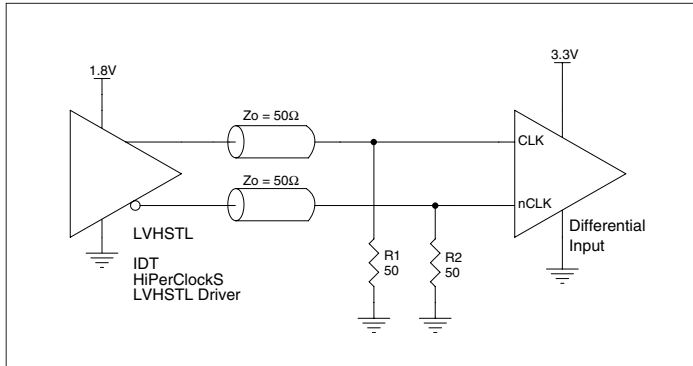 1.8V
3.3V
Zo = 50Ω
CLK
Zo = 50Ω
nCLK
LVHSTL
IDT
HiPerClockS
LVHSTL Driver
R1
50
R2
50
Differential
Input